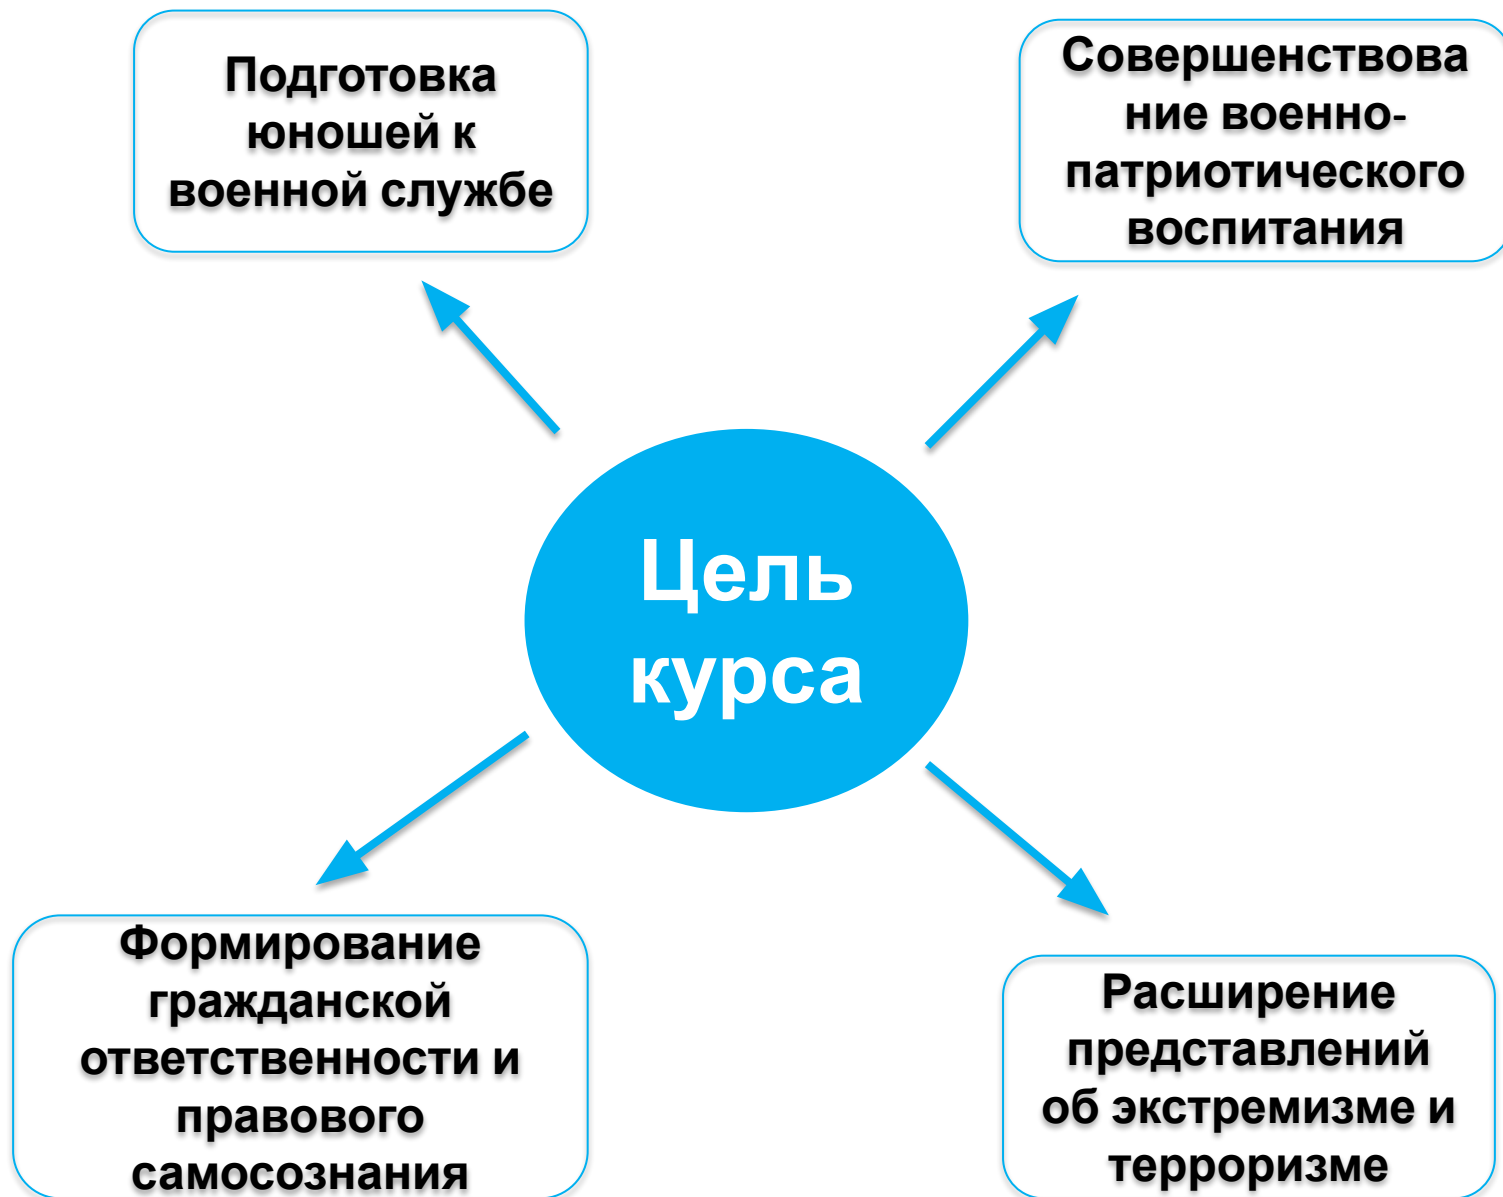 Подготовка
юношей к
военной службе
Совершенствова
ние военно-
патриотического
воспитания
Цель
курса
Формирование
гражданской
ответственности и
правового
самосознания
Расширение
представлений
об экстремизме и
терроризме